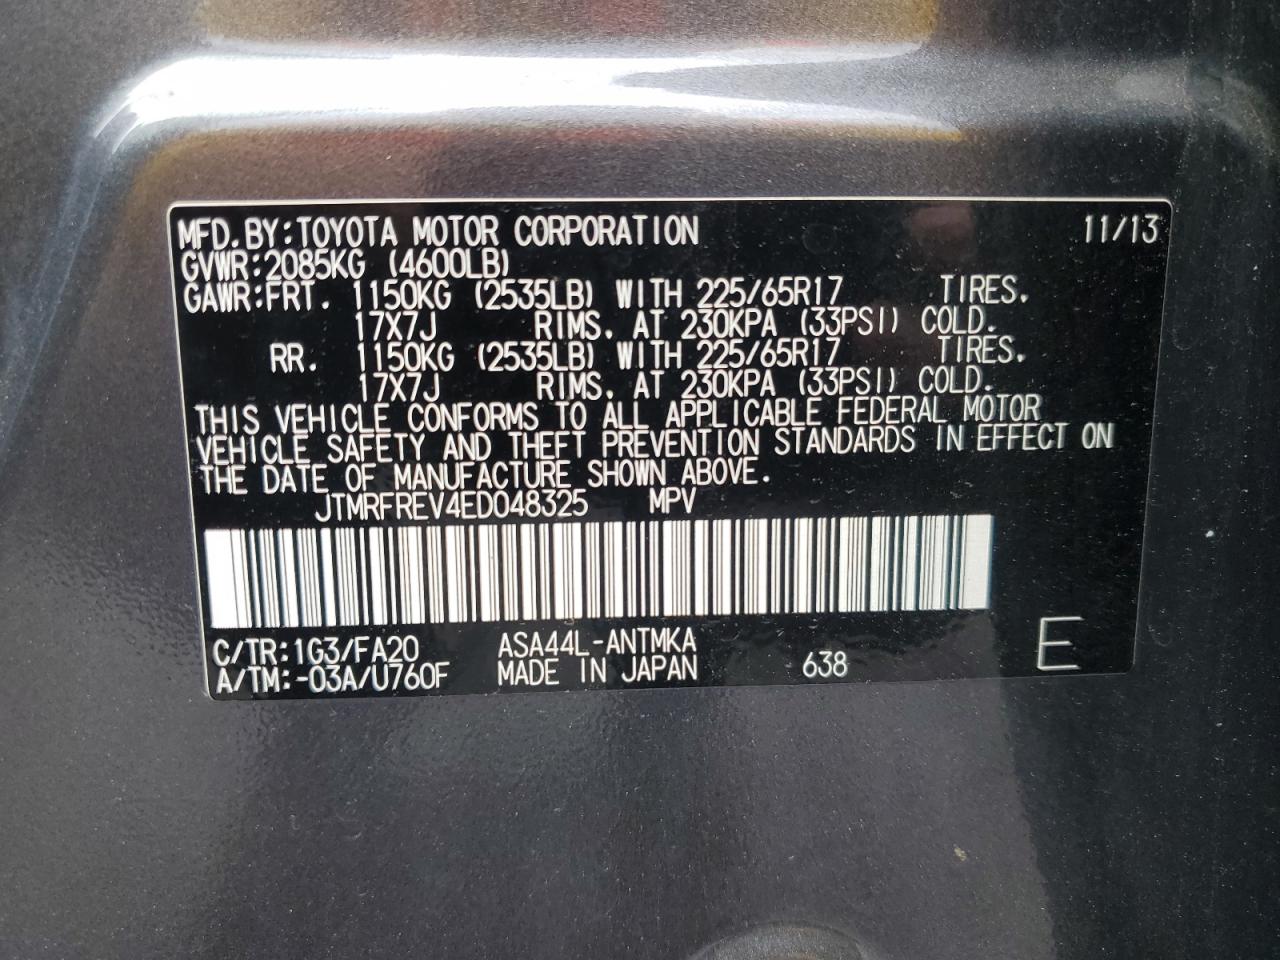 MFD.BY:TOYOTA MOTOR CORPORATION 11/13
GVWR:2085KG (4600LB)
GAWR:FRT. 1150KG (2535LB) WITH 225/65R17 TIRES.
17X7J RIMS. AT 230KPA (33PSI) COLD.
RR. 1150KG (2535LB) WITH 225/65R17 TIRES.
17X7J RIMS. AT 230KPA (33PSI) COLD.
THIS VEHICLE CONFORMS TO ALL APPLICABLE FEDERAL MOTOR
VEHICLE SAFETY AND THEFT PREVENTION STANDARDS IN EFFECT ON
THE DATE OF MANUFACTURE SHOWN ABOVE.
JTMRFREV4ED048325 MPV
C/TR:1G3/FA20 ASA44L-ANTMKA
A/TM:-03A/U760F MADE IN JAPAN 638 E